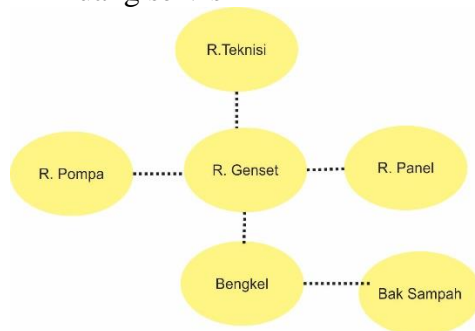 R.Teknisi
R. Pompa
R. Genset
R. Panel
Bengkel
Bak Sampah